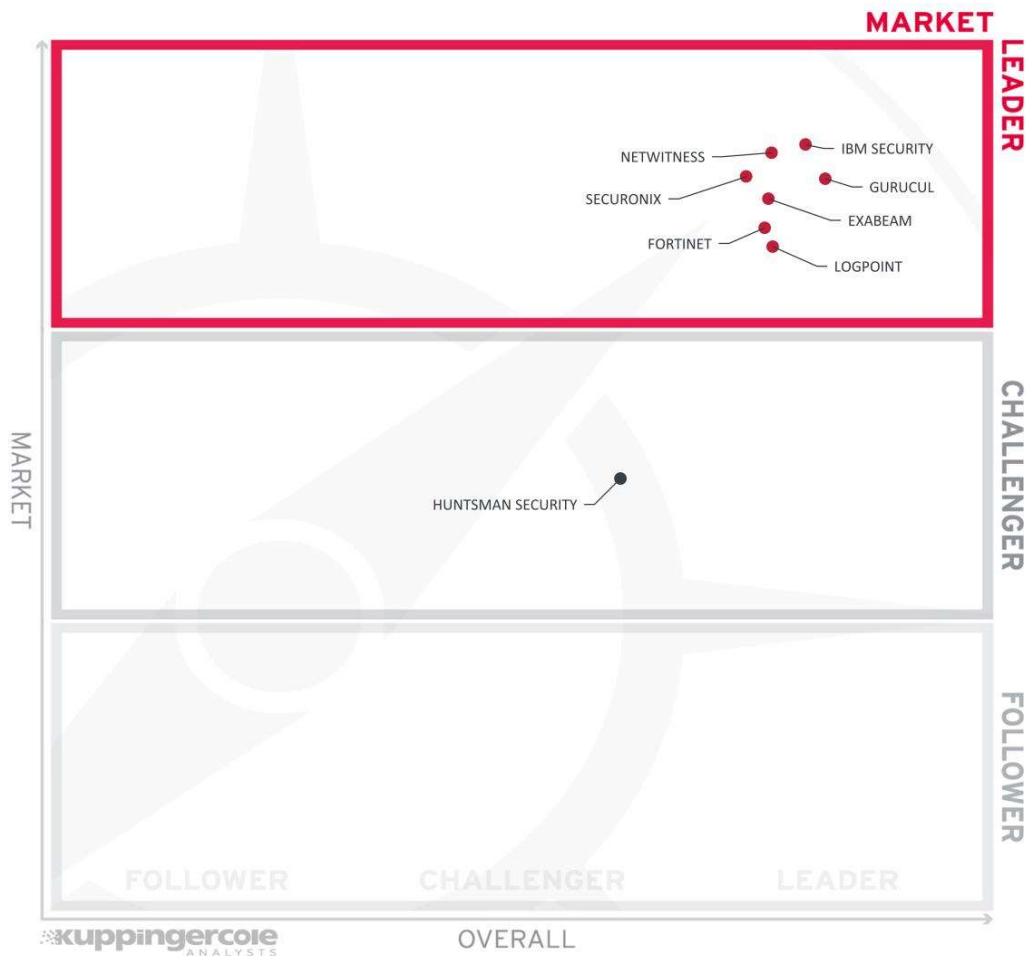 MARKET
LEADER
IBM SECURITY
NETWITNESS
GURUCUL
SECURONIX
EXABEAM
FORTINET
LOGPOINT
CHALLENGER
MARKET
HUNTSMAN SECURITY
FOLLOWER
FOLLOWER CHALLENGER LEADER
kuppingercole
ANALYSTS
OVERALL